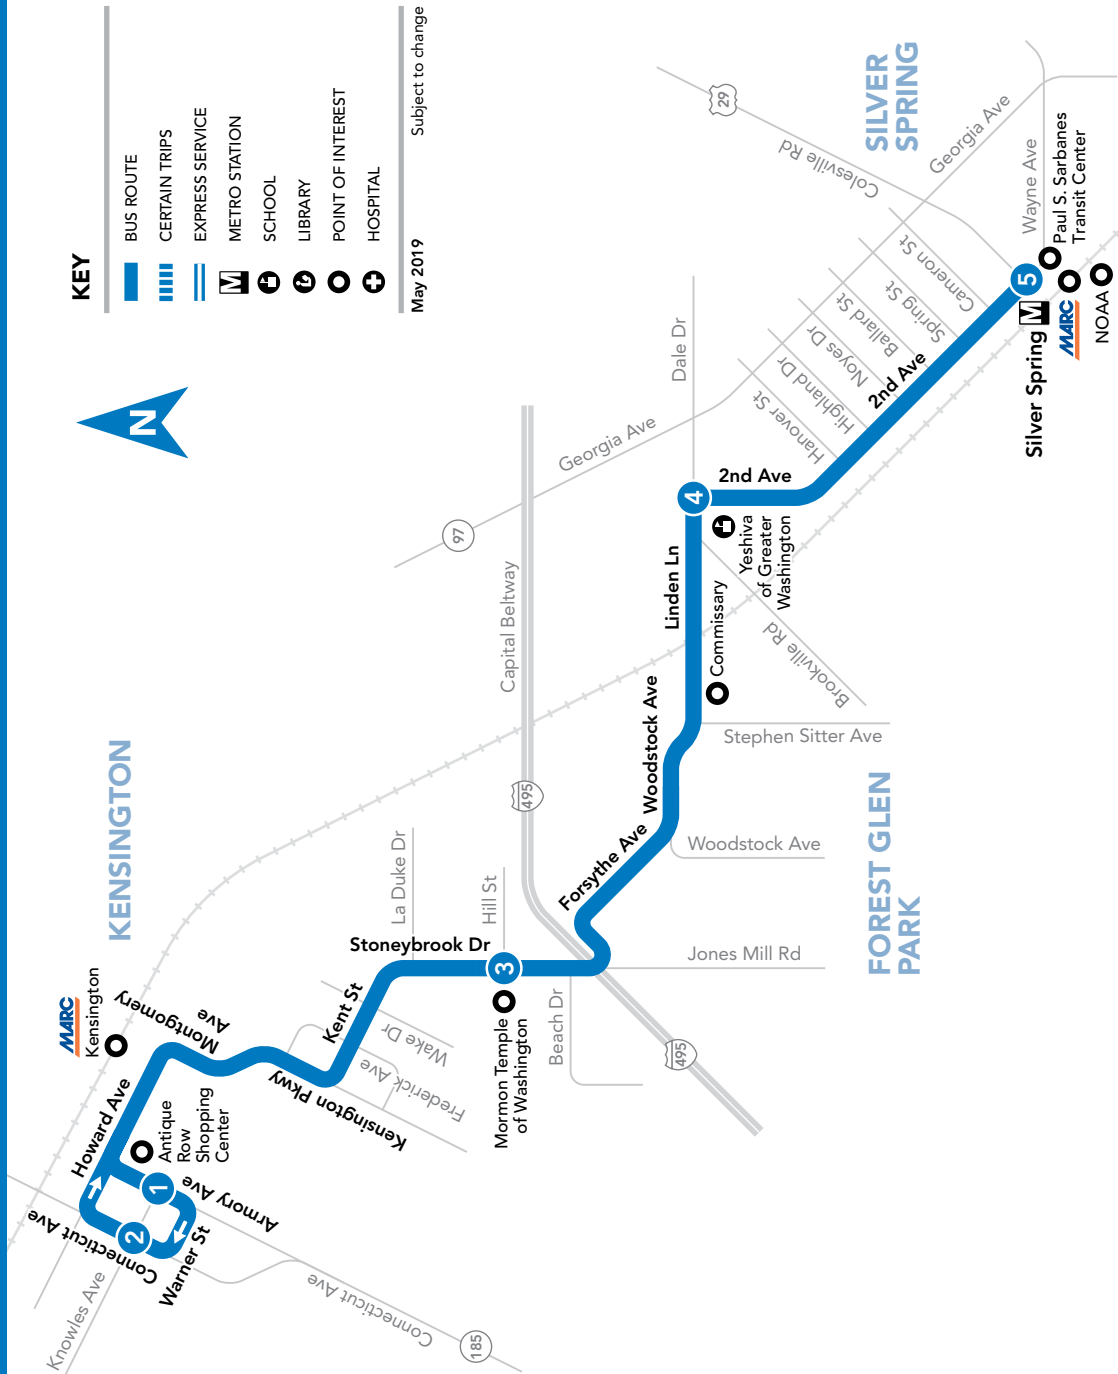 KEY
BUS ROUTE
CERTAIN TRIPS
EXPRESS SERVICE
M
METRO STATION
SCHOOL
LIBRARY
POINT OF INTEREST
HOSPITAL
May 2019
Subject to change
N
KENSINGTON
MARC
Kensington
Montgomery
Ave
Howard Ave
Antique
Row
Shopping
Center
1
2
Armory Ave
Connecticut Ave
Warner St
Knowles Ave
Connecticut Ave
185
Kensington Pkwy
Frederick Ave
Wake Dr
Kent St
La Duke Dr
Stoneybrook Dr
Hill St
3
Mormon Temple
of Washington
Beach Dr
495
Jones Mill Rd
Capital Beltway
495
Forsythe Ave
Woodstock Ave
Woodstock Ave
FOREST GLEN
PARK
Stephen Sitter Ave
Brookville Rd
Commissary
Linden Ln
Yeshiva
of Greater
Washington
4
2nd Ave
97
Georgia Ave
Dale Dr
Hanover St
Highland Dr
Noyes Dr
Ballard St
Spring St
Cameron St
2nd Ave
29
Colesville Rd
SILVER
SPRING
Georgia Ave
Wayne Ave
Paul S. Sarbanes
Transit Center
5
Silver Spring
M
MARC
NOAA